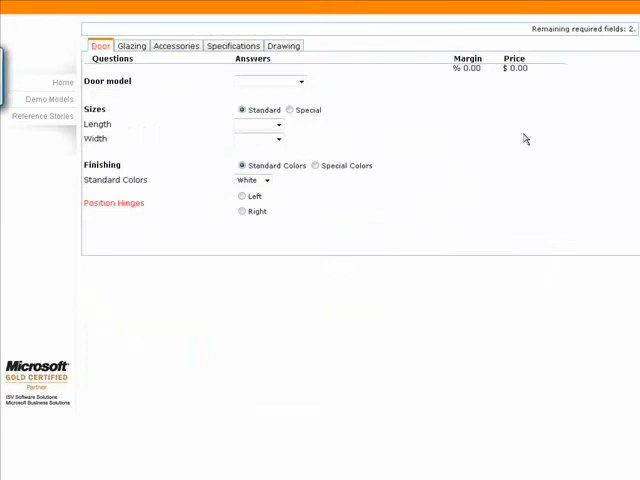 Remaining required fields: 2.
Door Glazing Accessories Specifications Drawing
Questions Answers Margin Price
% 0.00 $ 0.00
Home
Door model
Demo Models
Sizes Standard Special
Reference Stories
Length
Width
Finishing Standard Colors Special Colors
Standard Colors White
Left
Position Hinges
Right
Microsoft
GOLD CERTIFIED
Partner
ISV Software Solutions
Microsoft Business Solutions